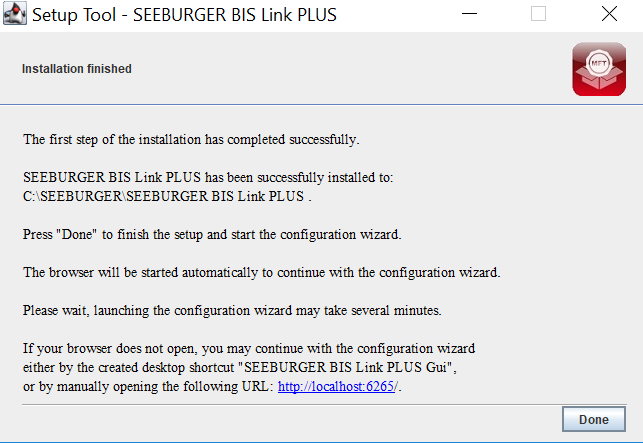 Setup Tool - SEEBURGER BIS Link PLUS
Installation finished
MFT
The first step of the installation has completed successfully.
SEEBURGER BIS Link PLUS has been successfully installed to:
C:\SEEBURGER\SEEBURGER BIS Link PLUS .
Press "Done" to finish the setup and start the configuration wizard.
The browser will be started automatically to continue with the configuration wizard.
Please wait, launching the configuration wizard may take several minutes.
If your browser does not open, you may continue with the configuration wizard
either by the created desktop shortcut "SEEBURGER BIS Link PLUS Gui",
or by manually opening the following URL: http://localhost:6265/.
Done